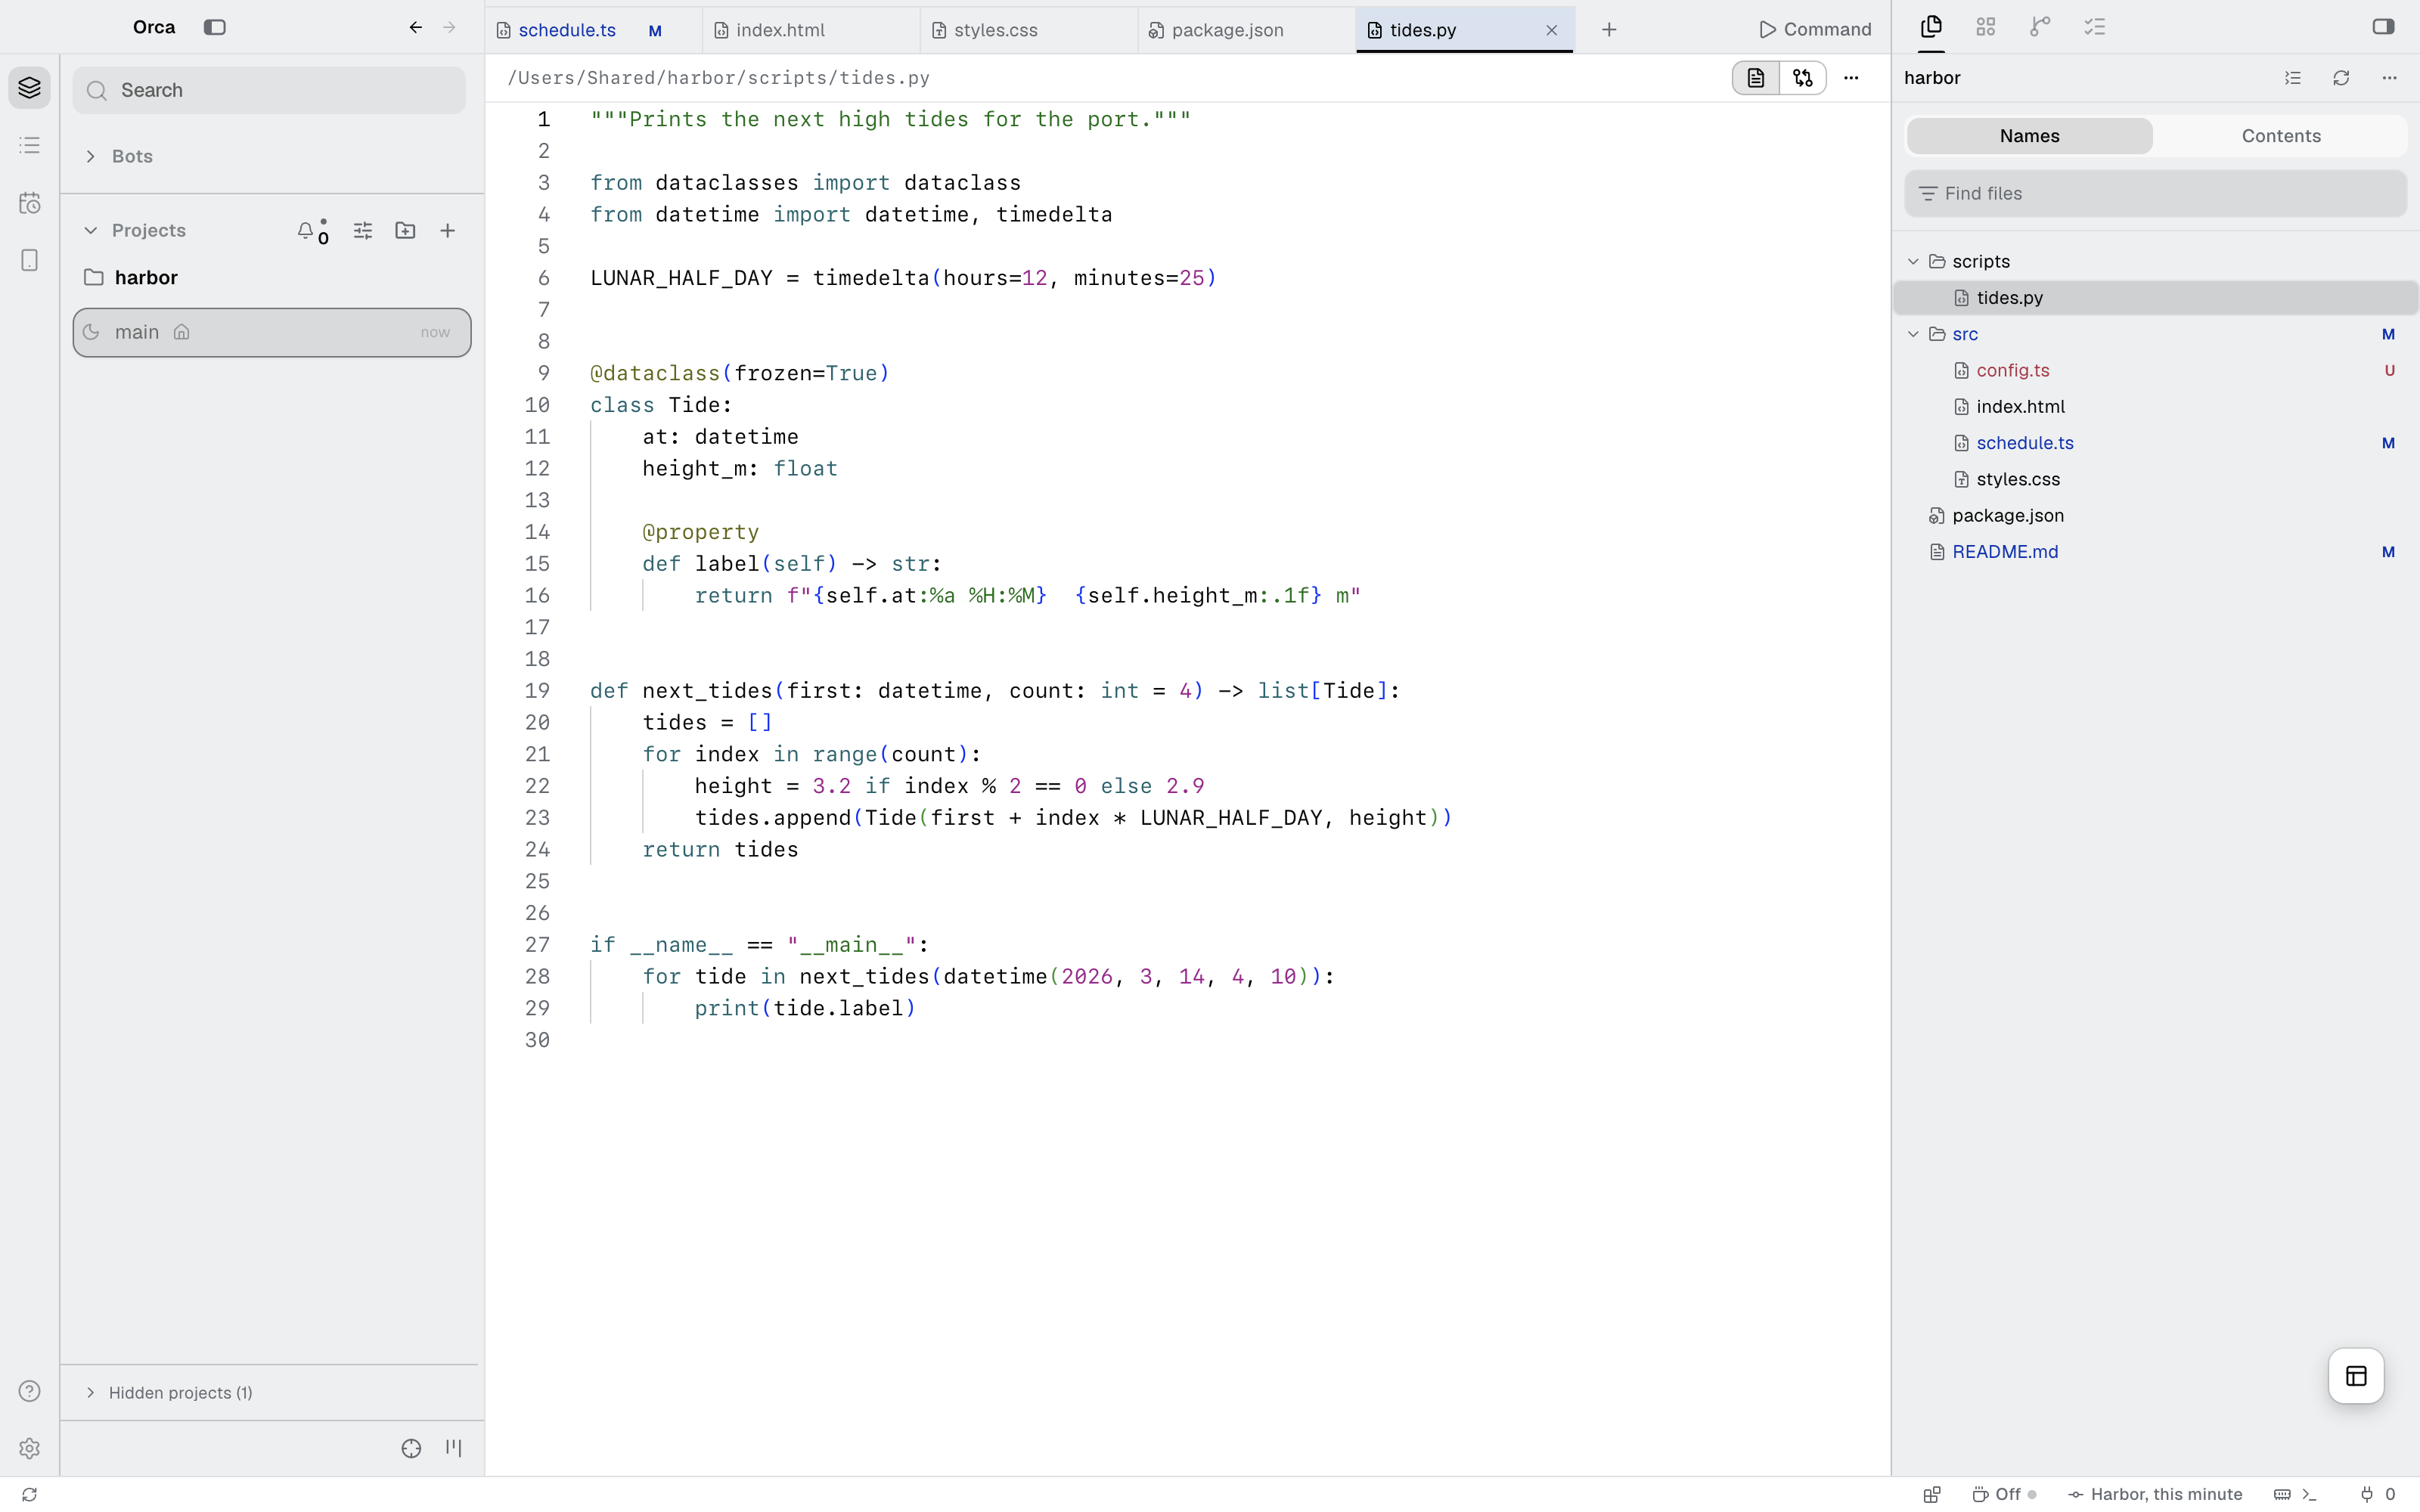 Orca
Search
Bots
Projects
0
harbor
main
now
Hidden projects (1)
schedule.ts M
index.html
styles.css
package.json
tides.py
Command
/Users/Shared/harbor/scripts/tides.py
1 """Prints the next high tides for the port."""
2
3 from dataclasses import dataclass
4 from datetime import datetime, timedelta
5
6 LUNAR_HALF_DAY = timedelta(hours=12, minutes=25)
7
8
9 @dataclass(frozen=True)
10 class Tide:
11     at: datetime
12     height_m: float
13
14     @property
15     def label(self) -> str:
16         return f"{self.at:%a %H:%M}  {self.height_m:.1f} m"
17
18
19 def next_tides(first: datetime, count: int = 4) -> list[Tide]:
20     tides = []
21     for index in range(count):
22         height = 3.2 if index % 2 == 0 else 2.9
23         tides.append(Tide(first + index * LUNAR_HALF_DAY, height))
24     return tides
25
26
27 if __name__ == "__main__":
28     for tide in next_tides(datetime(2026, 3, 14, 4, 10)):
29         print(tide.label)
30
harbor
Names
Contents
Find files
scripts
tides.py
src M
config.ts U
index.html
schedule.ts M
styles.css
package.json
README.md M
Off
Harbor, this minute
0